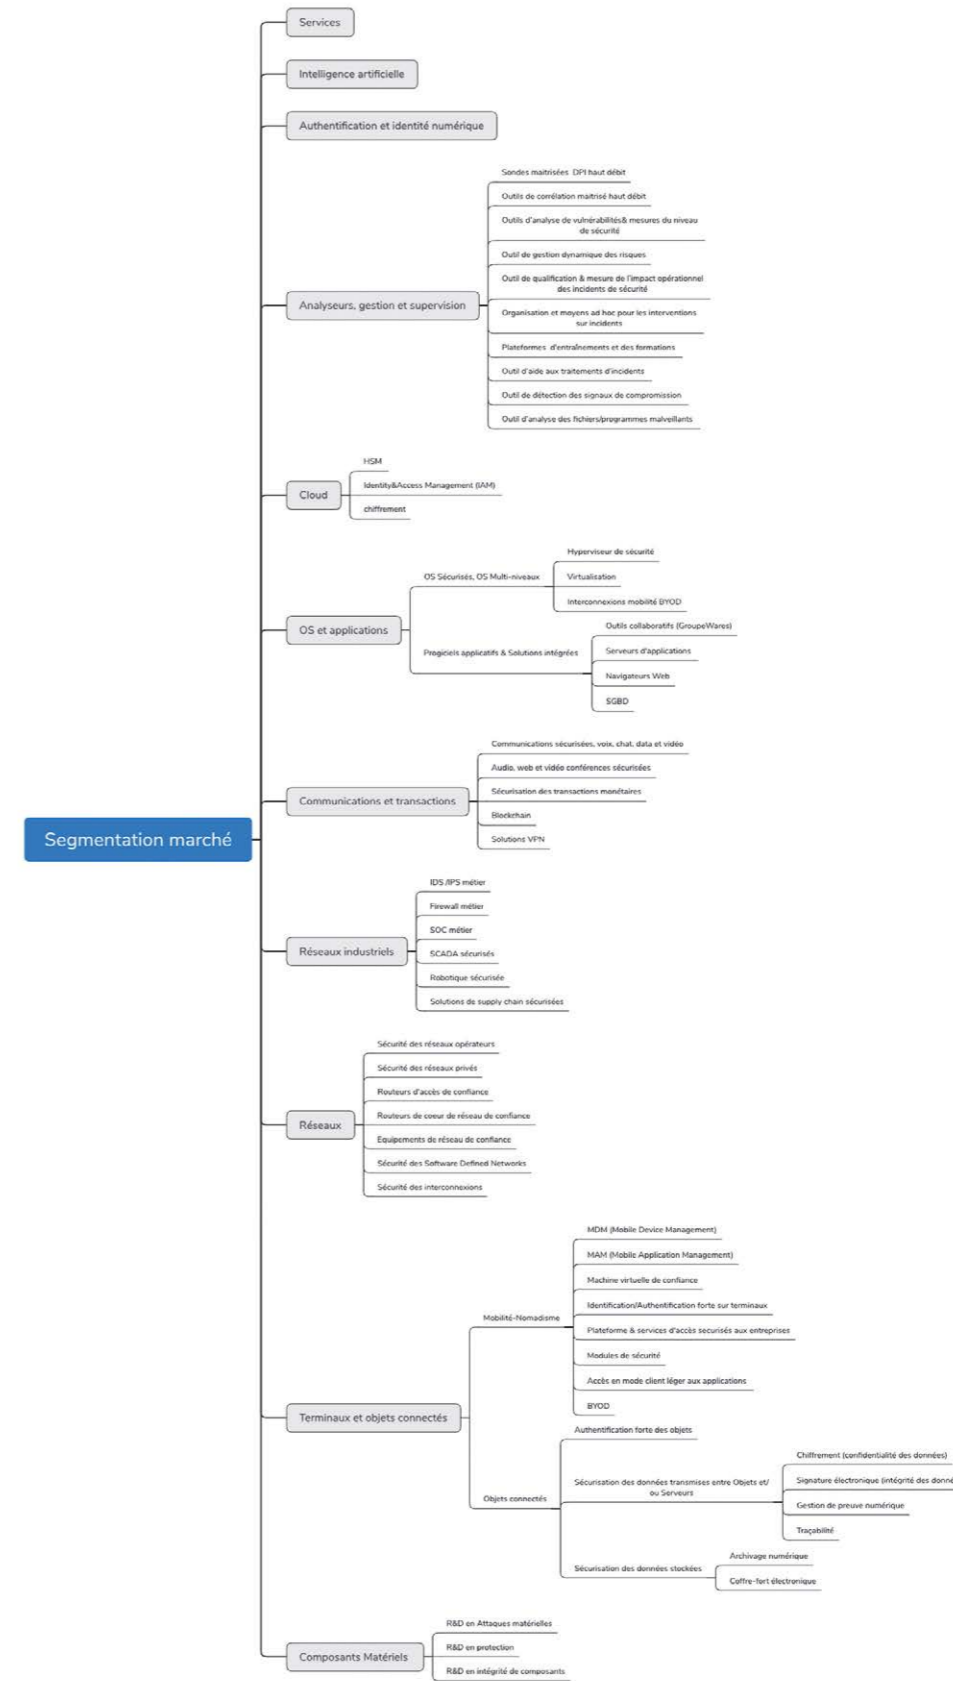 Services
Intelligence artificielle
Authentification et identité numérique
Sondes maitrisées DPI haut débit
Outils de corrélation maitrisé haut débit
Outils d'analyse de vulnérabilités& mesures du niveau
de sécurité
Outil de gestion dynamique des risques
Outil de qualification & mesure de l'impact opérationnel
des incidents de sécurité
Analyseurs, gestion et supervision
Organisation et moyens ad hoc pour les interventions
sur incidents
Plateformes d'entraînements et des formations
Outil d'aide aux traitements d'incidents
Outil de détection des signaux de compromission
Outil d'analyse des fichiers/programmes malveillants
HSM
Cloud
Identity&Access Management (IAM)
chiffrement
OS et applications
OS Sécurisés, OS Multi-niveaux
Hyperviseur de sécurité
Virtualisation
Interconnexions mobilité BYOD
Progiciels applicatifs & Solutions intégrées
Outils collaboratifs (GroupeWares)
Serveurs d'applications
Navigateurs Web
SGBD
Communications et transactions
Communications sécurisées, voix, chat, data et vidéo
Audio, web et vidéo conférences sécurisées
Sécurisation des transactions monétaires
Blockchain
Solutions VPN
Segmentation marché
Réseaux industriels
IDS /IPS métier
Firewall métier
SOC métier
SCADA sécurisés
Robotique sécurisée
Solutions de supply chain sécurisées
Réseaux
Sécurité des réseaux opérateurs
Sécurité des réseaux privés
Routeurs d'accès de confiance
Routeurs de coeur de réseau de confiance
Equipements de réseau de confiance
Sécurité des Software Defined Networks
Sécurité des interconnexions
Terminaux et objets connectés
Mobilité-Nomadisme
MDM (Mobile Device Management)
MAM (Mobile Application Management)
Machine virtuelle de confiance
Identification/Authentification forte sur terminaux
Plateforme & services d'accès securisés aux entreprises
Modules de sécurité
Accès en mode client léger aux applications
BYOD
Objets connectés
Authentification forte des objets
Sécurisation des données transmises entre Objets et/
ou Serveurs
Chiffrement (confidentialité des données)
Signature électronique (intégrité des donné
Gestion de preuve numérique
Traçabilité
Sécurisation des données stockées
Archivage numérique
Coffre-fort électronique
Composants Matériels
R&D en Attaques matérielles
R&D en protection
R&D en intégrité de composants